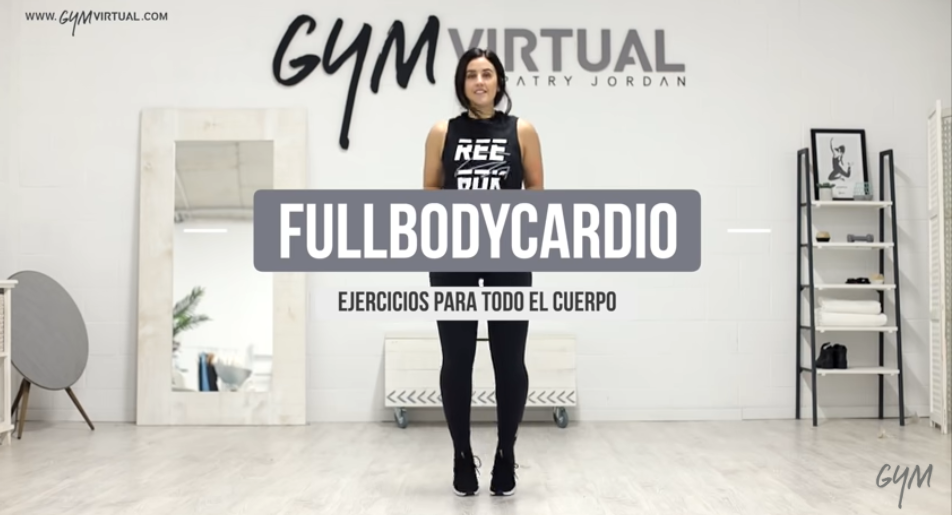 WWW.GYMVIRTUAL.COM
GYM VIRTUAL
PATRY JORDAN
REE
BOK
FULLBODYCARDIO
EJERCICIOS PARA TODO EL CUERPO
GYM